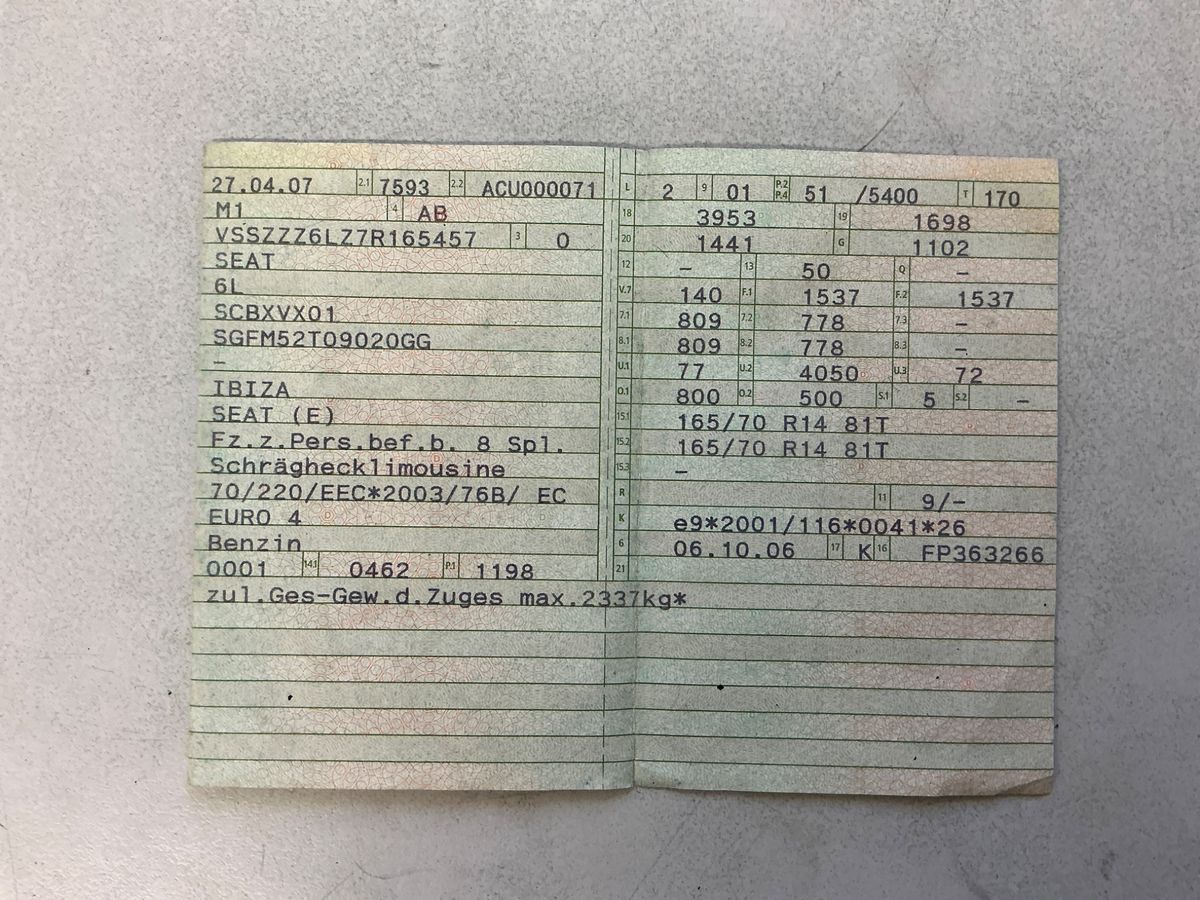 27.04.07 2.1 7593 2.2 ACU000071 L 2 9 01 P.2 P.4 51 /5400 T 170
M1 4 AB 18 3953 19 1698
VSSZZZ6LZ7R165457 3 0 20 1441 G 1102
SEAT 12 – 13 50 Q –
6L V.7 140 F.1 1537 F.2 1537
SCBXVX01 7.1 809 7.2 778 7.3 –
SGFM52T09020GG 8.1 809 8.2 778 8.3 –
– U.1 77 U.2 4050 U.3 72
IBIZA O.1 800 O.2 500 S.1 5 S.2 –
SEAT (E) 15.1 165/70 R14 81T
Fz.z.Pers.bef.b. 8 Spl. 15.2 165/70 R14 81T
Schräghecklimousine 15.3 –
70/220/EEC*2003/76B/ EC R 11 9/–
EURO 4 K e9*2001/116*0041*26
Benzin 6 06.10.06 17 K 16 FP363266
0001 14.1 0462 P.1 1198 21
zul.Ges-Gew.d.Zuges max.2337kg*